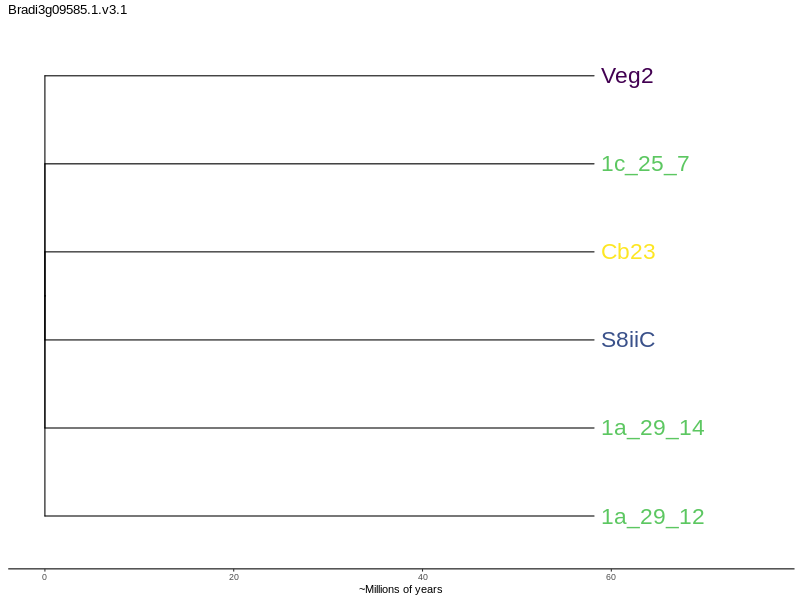 Bradi3g09585.1.v3.1
Veg2
1c_25_7
Cb23
S8iiC
1a_29_14
1a_29_12
0 20 40 60
~Millions of years